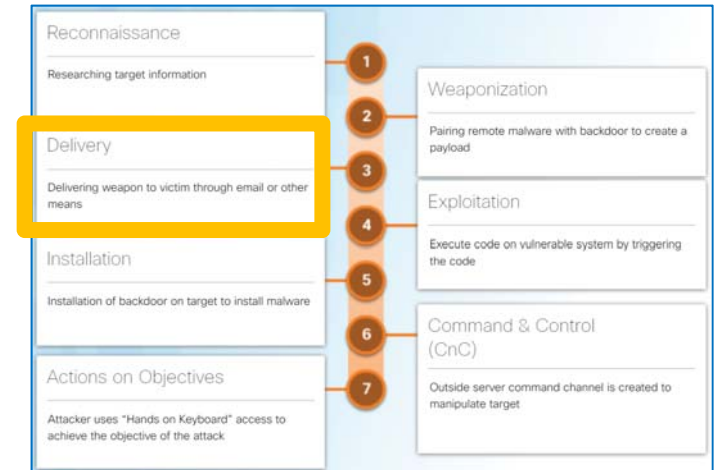 Reconnaissance
Researching target information
1
Weaponization
Pairing remote malware with backdoor to create a
payload
2
Delivery
Delivering weapon to victim through email or other
means
3
Exploitation
Execute code on vulnerable system by triggering
the code
4
Installation
Installation of backdoor on target to install malware
5
Command & Control
(CnC)
Outside server command channel is created to
manipulate target
6
Actions on Objectives
Attacker uses "Hands on Keyboard" access to
achieve the objective of the attack
7